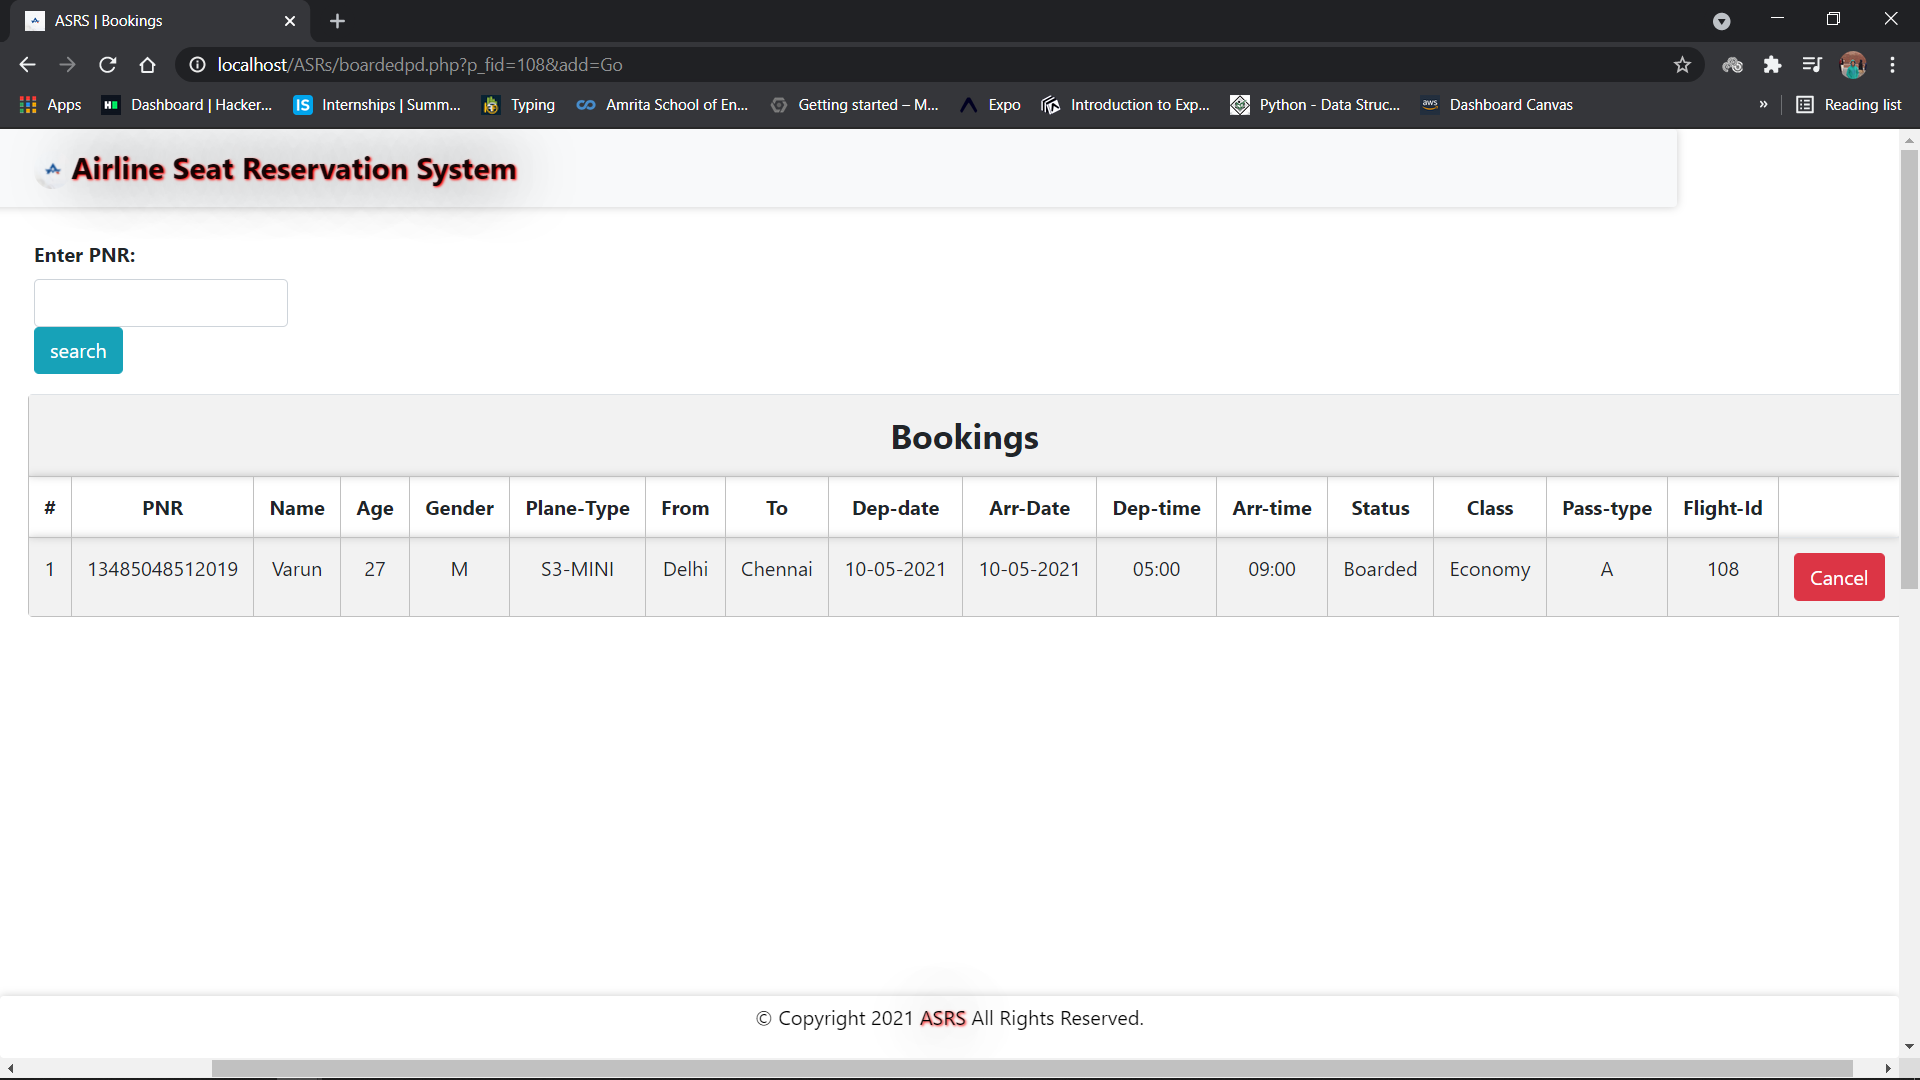 ASRS | Bookings
localhost/ASRs/boardedpd.php?p_fid=108&add=Go
Apps Dashboard | Hacker... Internships | Summ... Typing Amrita School of En... Getting started – M... Expo Introduction to Exp... Python - Data Struc... Dashboard Canvas » Reading list
Airline Seat Reservation System
Enter PNR:
search
Bookings
# PNR Name Age Gender Plane-Type From To Dep-date Arr-Date Dep-time Arr-time Status Class Pass-type Flight-Id
1 13485048512019 Varun 27 M S3-MINI Delhi Chennai 10-05-2021 10-05-2021 05:00 09:00 Boarded Economy A 108 Cancel
© Copyright 2021 ASRS All Rights Reserved.